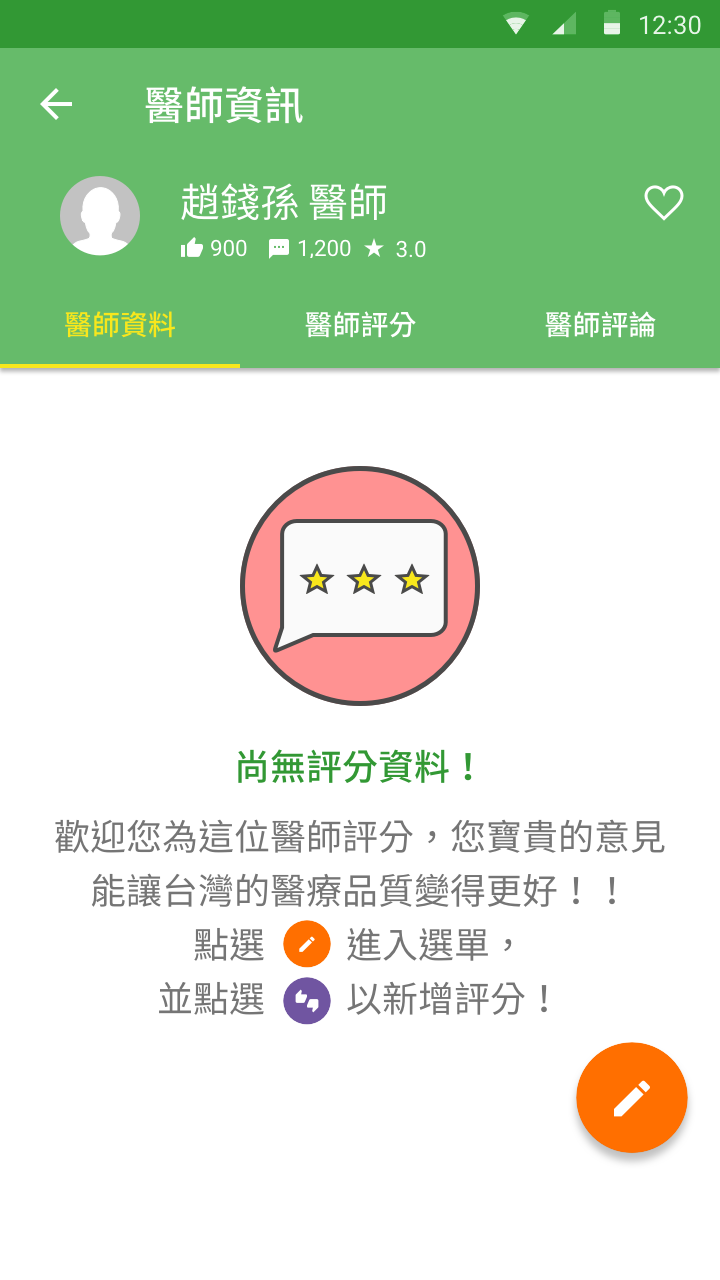 12:30
醫師資訊
趙錢孫 醫師
900 1,200 3.0
醫師資料 醫師評分 醫師評論
尚無評分資料！
歡迎您為這位醫師評分，您寶貴的意見
能讓台灣的醫療品質變得更好！！
點選 進入選單，
並點選 以新增評分！